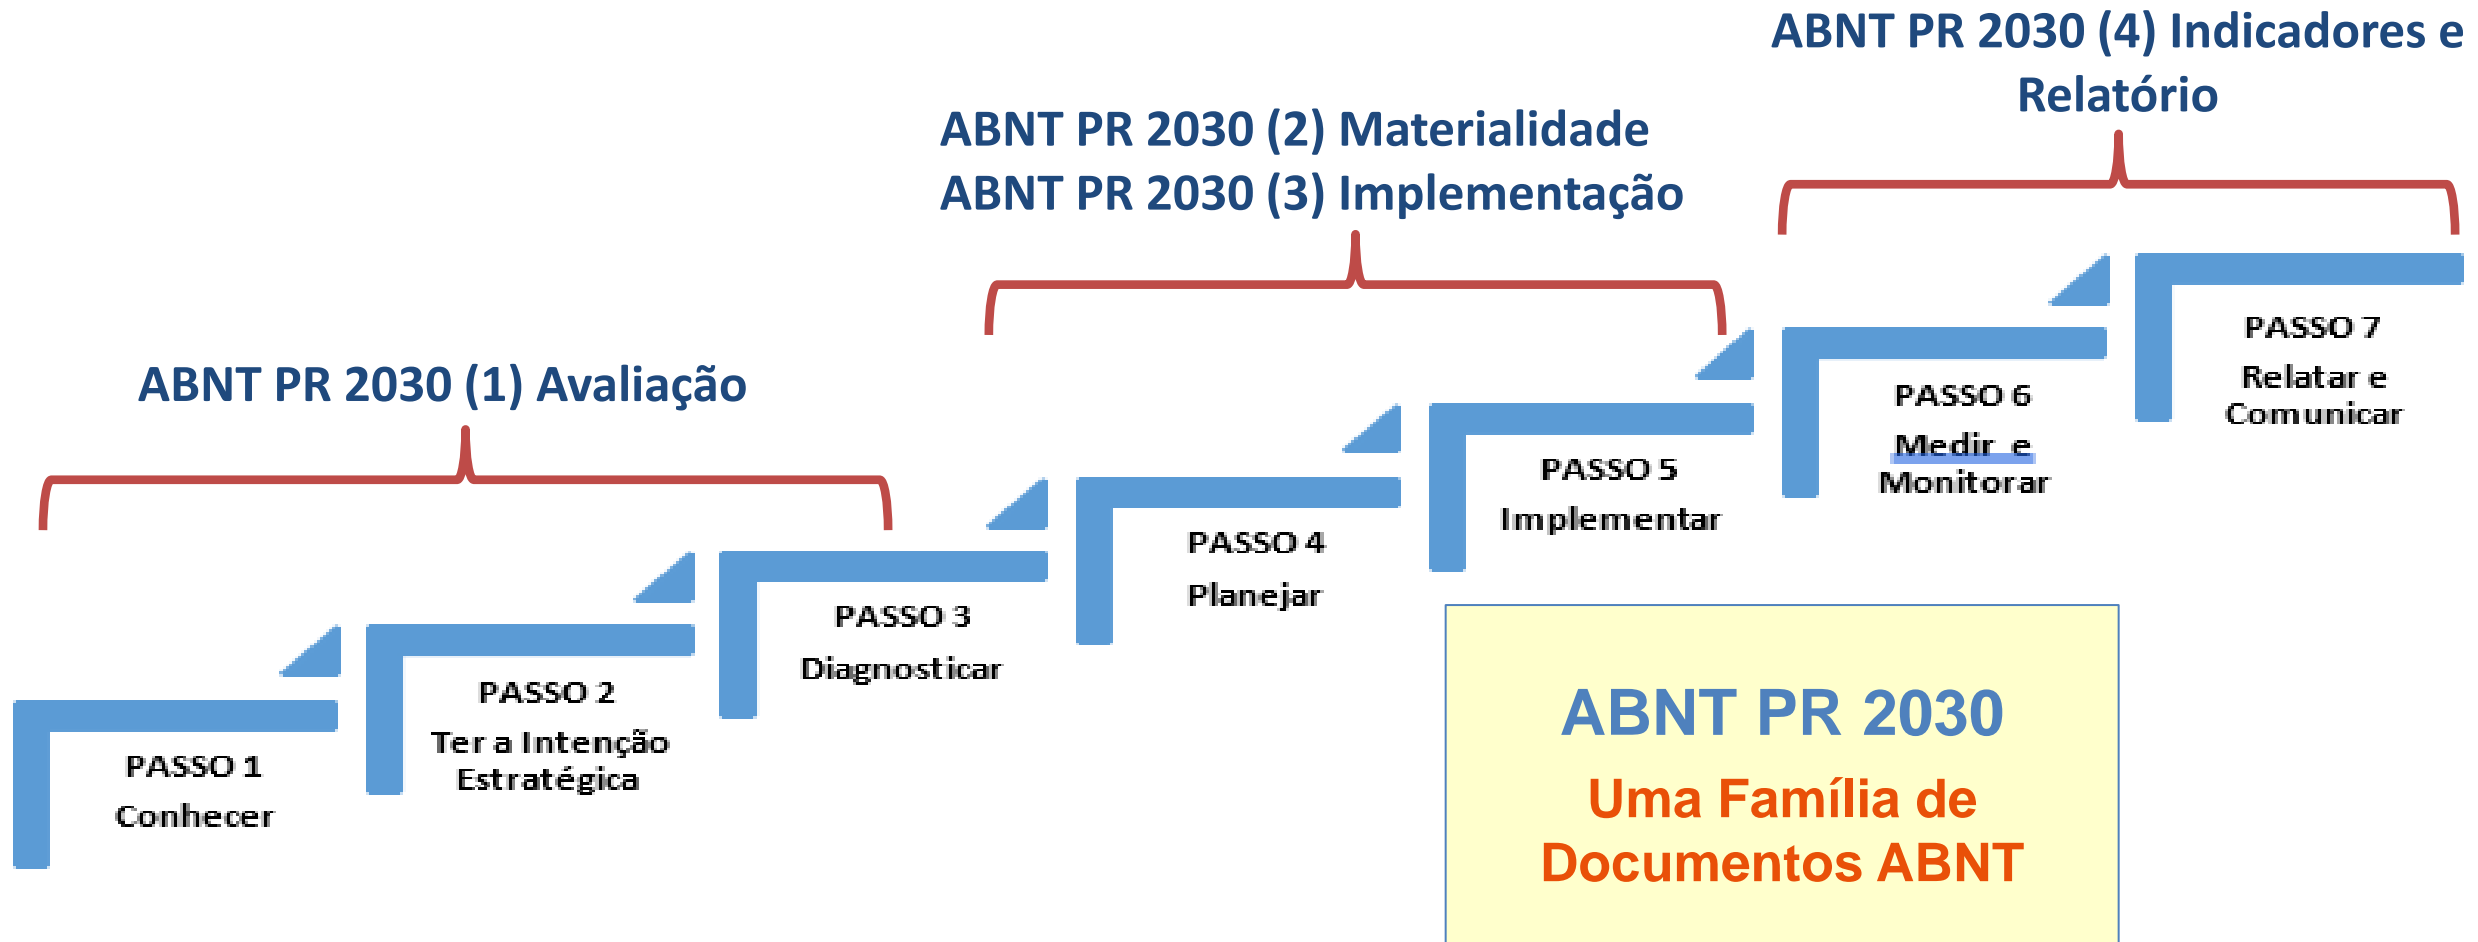 ABNT PR 2030 (4) Indicadores e
Relatório
ABNT PR 2030 (2) Materialidade
ABNT PR 2030 (3) Implementação
ABNT PR 2030 (1) Avaliação
PASSO 1
Conhecer
PASSO 2
Ter a Intenção
Estratégica
PASSO 3
Diagnosticar
PASSO 4
Planejar
PASSO 5
Implementar
PASSO 6
Medir e
Monitorar
PASSO 7
Relatar e
Comunicar
ABNT PR 2030
Uma Família de
Documentos ABNT